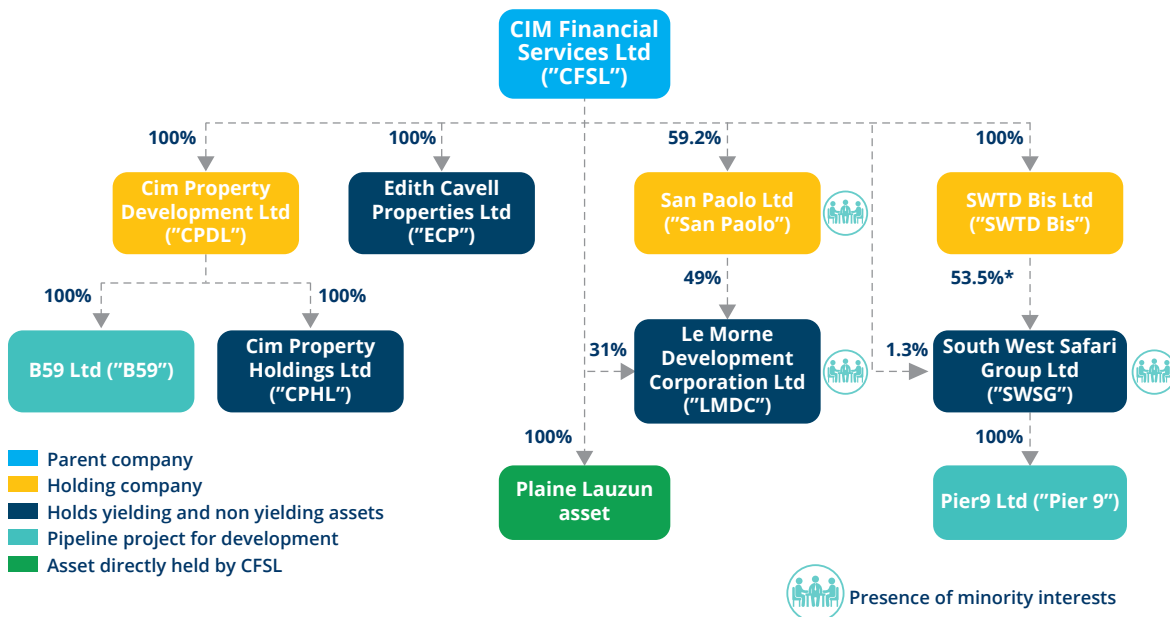 CIM Financial
Services Ltd
(”CFSL”)
100%
100%
59.2%
100%
Cim Property
Development Ltd
(”CPDL”)
Edith Cavell
Properties Ltd
(”ECP”)
San Paolo Ltd
(”San Paolo”)
SWTD Bis Ltd
(”SWTD Bis”)
100%
100%
49%
53.5%*
B59 Ltd (”B59”)
Cim Property
Holdings Ltd
(”CPHL”)
31%
Le Morne
Development
Corporation Ltd
(”LMDC”)
1.3%
South West Safari
Group Ltd
(”SWSG”)
100%
100%
Plaine Lauzun
asset
Pier9 Ltd (”Pier 9”)
Parent company
Holding company
Holds yielding and non yielding assets
Pipeline project for development
Asset directly held by CFSL
Presence of minority interests